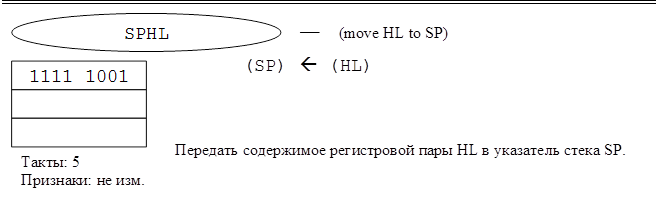 SPHL — (move HL to SP)
1111 1001 (SP) ← (HL)
Передать содержимое регистровой пары HL в указатель стека SP.
Такты: 5
Признаки: не изм.